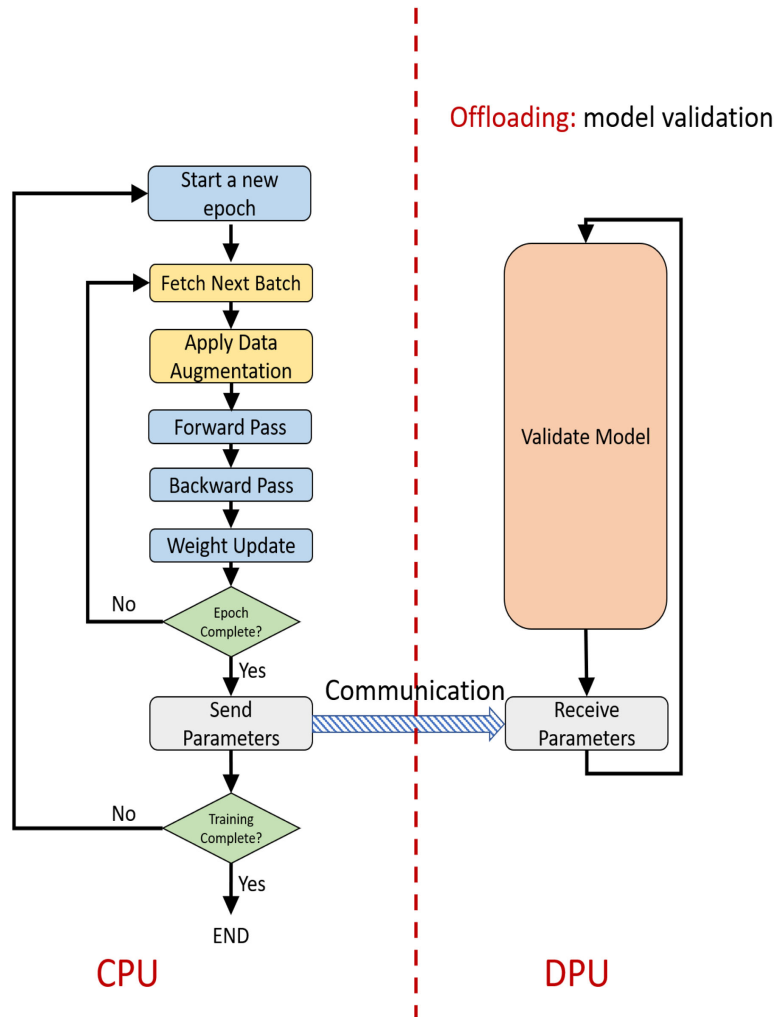 Offloading: model validation
Start a new
epoch
Fetch Next Batch
Apply Data
Augmentation
Forward Pass
Backward Pass
Weight Update
No
Epoch
Complete?
Yes
Send
Parameters
No
Training
Complete?
Yes
END
CPU
Communication
Validate Model
Receive
Parameters
DPU